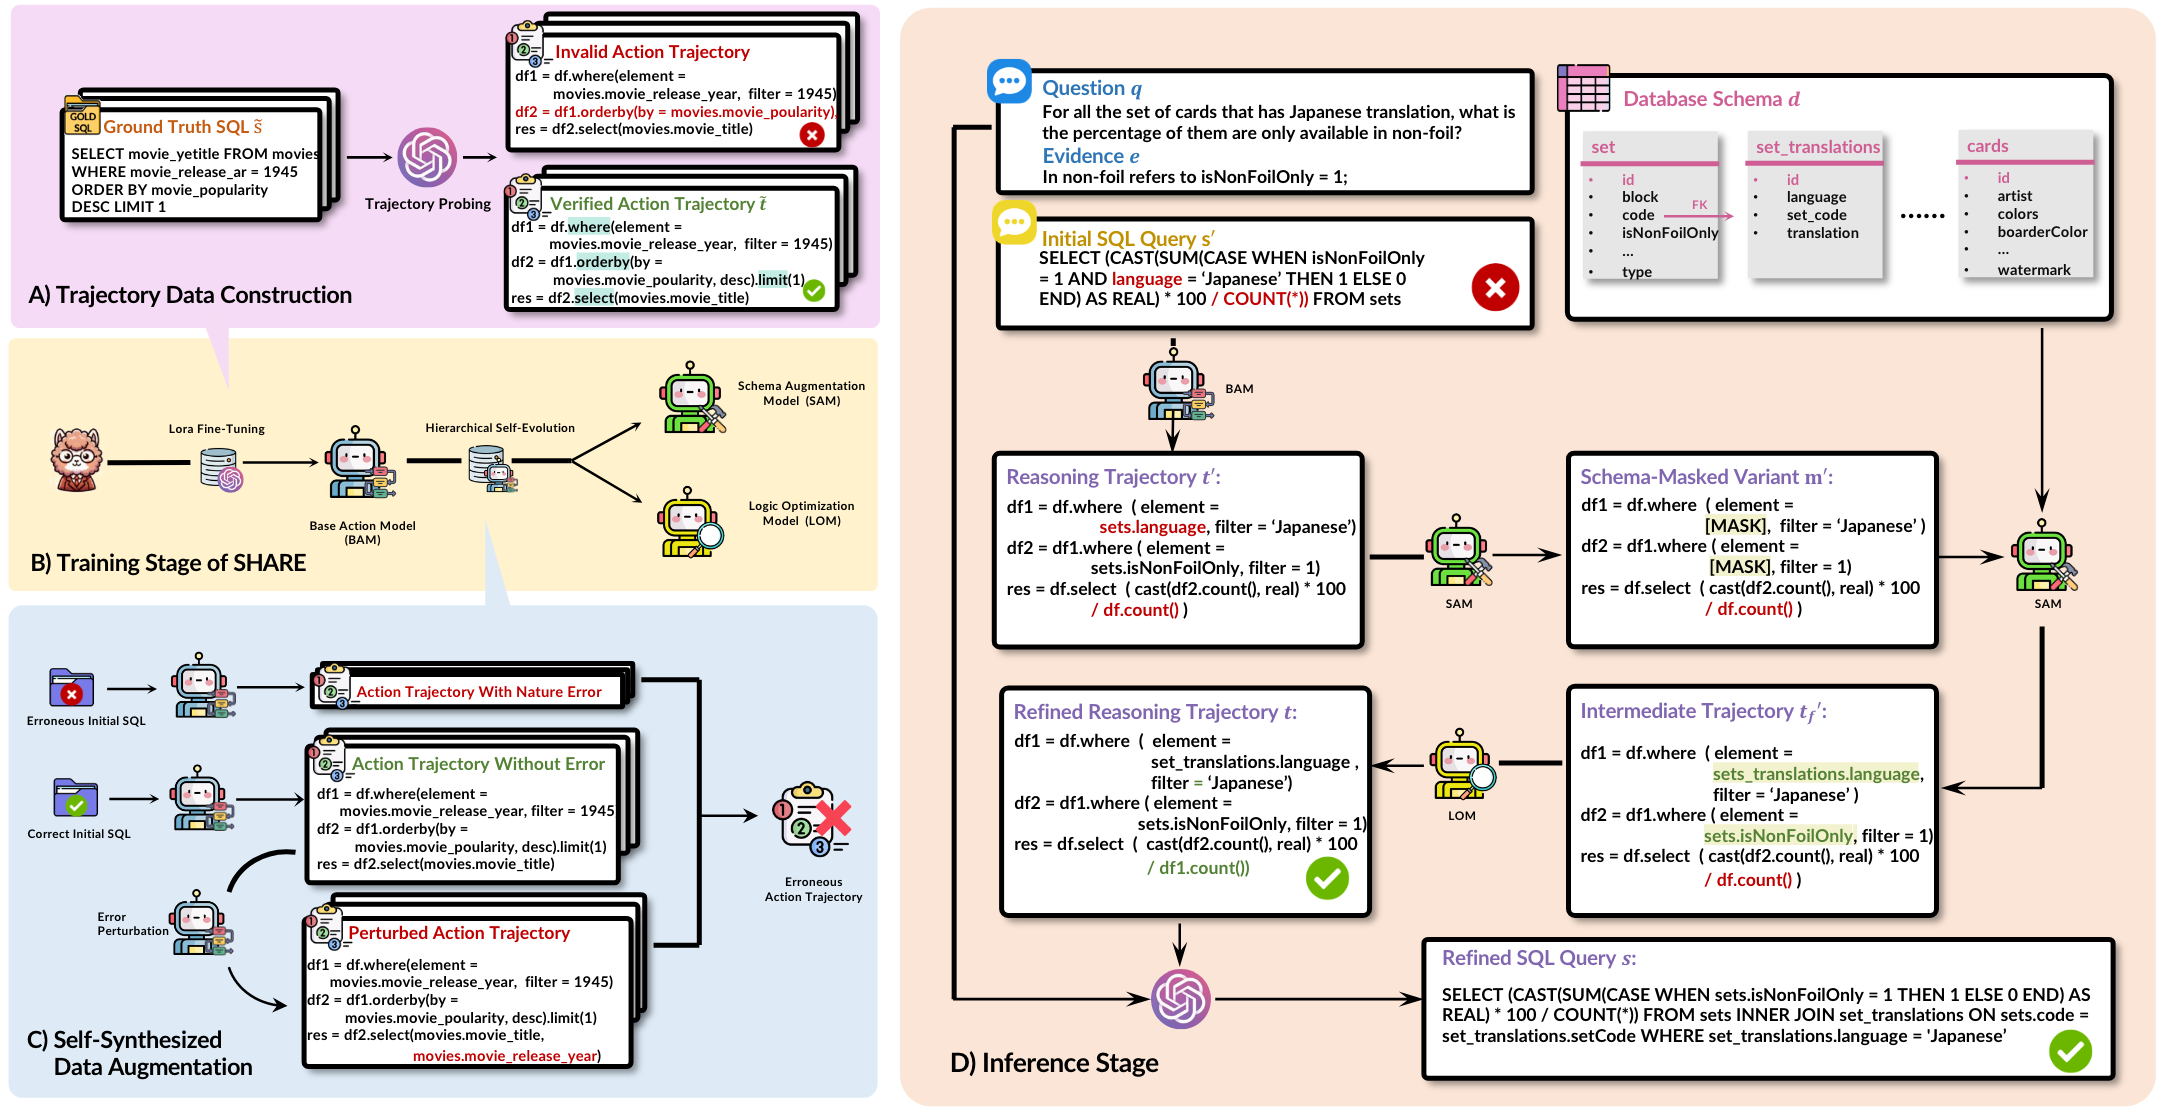 GOLD
SQL
Ground Truth SQL s̃
SELECT movie_yetitle FROM movies
WHERE movie_release_ar = 1945
ORDER BY movie_popularity
DESC LIMIT 1
Trajectory Probing
Invalid Action Trajectory
df1 = df.where(element =
movies.movie_release_year, filter = 1945)
df2 = df1.orderby(by = movies.movie_poularity),
res = df2.select(movies.movie_title)
Verified Action Trajectory t̃
df1 = df.where(element =
movies.movie_release_year, filter = 1945)
df2 = df1.orderby(by =
movies.movie_poularity, desc).limit(1)
res = df2.select(movies.movie_title)
A) Trajectory Data Construction
Lora Fine-Tuning
Base Action Model
(BAM)
Hierarchical Self-Evolution
Schema Augmentation
Model (SAM)
Logic Optimization
Model (LOM)
B) Training Stage of SHARE
Erroneous Initial SQL
Action Trajectory With Nature Error
Correct Initial SQL
Action Trajectory Without Error
df1 = df.where(element =
movies.movie_release_year, filter = 1945
df2 = df1.orderby(by =
movies.movie_poularity, desc).limit(1)
res = df2.select(movies.movie_title)
Error
Perturbation
Perturbed Action Trajectory
df1 = df.where(element =
movies.movie_release_year, filter = 1945)
df2 = df1.orderby(by =
movies.movie_poularity, desc).limit(1)
res = df2.select(movies.movie_title,
movies.movie_release_year)
Erroneous
Action Trajectory
C) Self-Synthesized
Data Augmentation
Question q
For all the set of cards that has Japanese translation, what is
the percentage of them are only available in non-foil?
Evidence e
In non-foil refers to isNonFoilOnly = 1;
Initial SQL Query s′
SELECT (CAST(SUM(CASE WHEN isNonFoilOnly
= 1 AND language = ‘Japanese’ THEN 1 ELSE 0
END) AS REAL) * 100 / COUNT(*)) FROM sets
Database Schema d
set
• id
• block
• code
• isNonFoilOnly
• ...
• type
FK
set_translations
• id
• language
• set_code
• translation
......
cards
• id
• artist
• colors
• boarderColor
• ...
• watermark
BAM
Reasoning Trajectory t′:
df1 = df.where ( element =
sets.language, filter = ‘Japanese’)
df2 = df1.where ( element =
sets.isNonFoilOnly, filter = 1)
res = df.select ( cast(df2.count(), real) * 100
/ df.count() )
SAM
Schema-Masked Variant m′:
df1 = df.where ( element =
[MASK], filter = ‘Japanese’ )
df2 = df1.where ( element =
[MASK], filter = 1)
res = df.select ( cast(df2.count(), real) * 100
/ df.count() )
SAM
Refined Reasoning Trajectory t:
df1 = df.where ( element =
set_translations.language ,
filter = ‘Japanese’)
df2 = df1.where ( element =
sets.isNonFoilOnly, filter = 1)
res = df.select ( cast(df2.count(), real) * 100
/ df1.count())
LOM
Intermediate Trajectory t_f′:
df1 = df.where ( element =
sets_translations.language,
filter = ‘Japanese’ )
df2 = df1.where ( element =
sets.isNonFoilOnly, filter = 1)
res = df.select ( cast(df2.count(), real) * 100
/ df.count() )
Refined SQL Query s:
SELECT (CAST(SUM(CASE WHEN sets.isNonFoilOnly = 1 THEN 1 ELSE 0 END) AS
REAL) * 100 / COUNT(*)) FROM sets INNER JOIN set_translations ON sets.code =
set_translations.setCode WHERE set_translations.language = 'Japanese’
D) Inference Stage